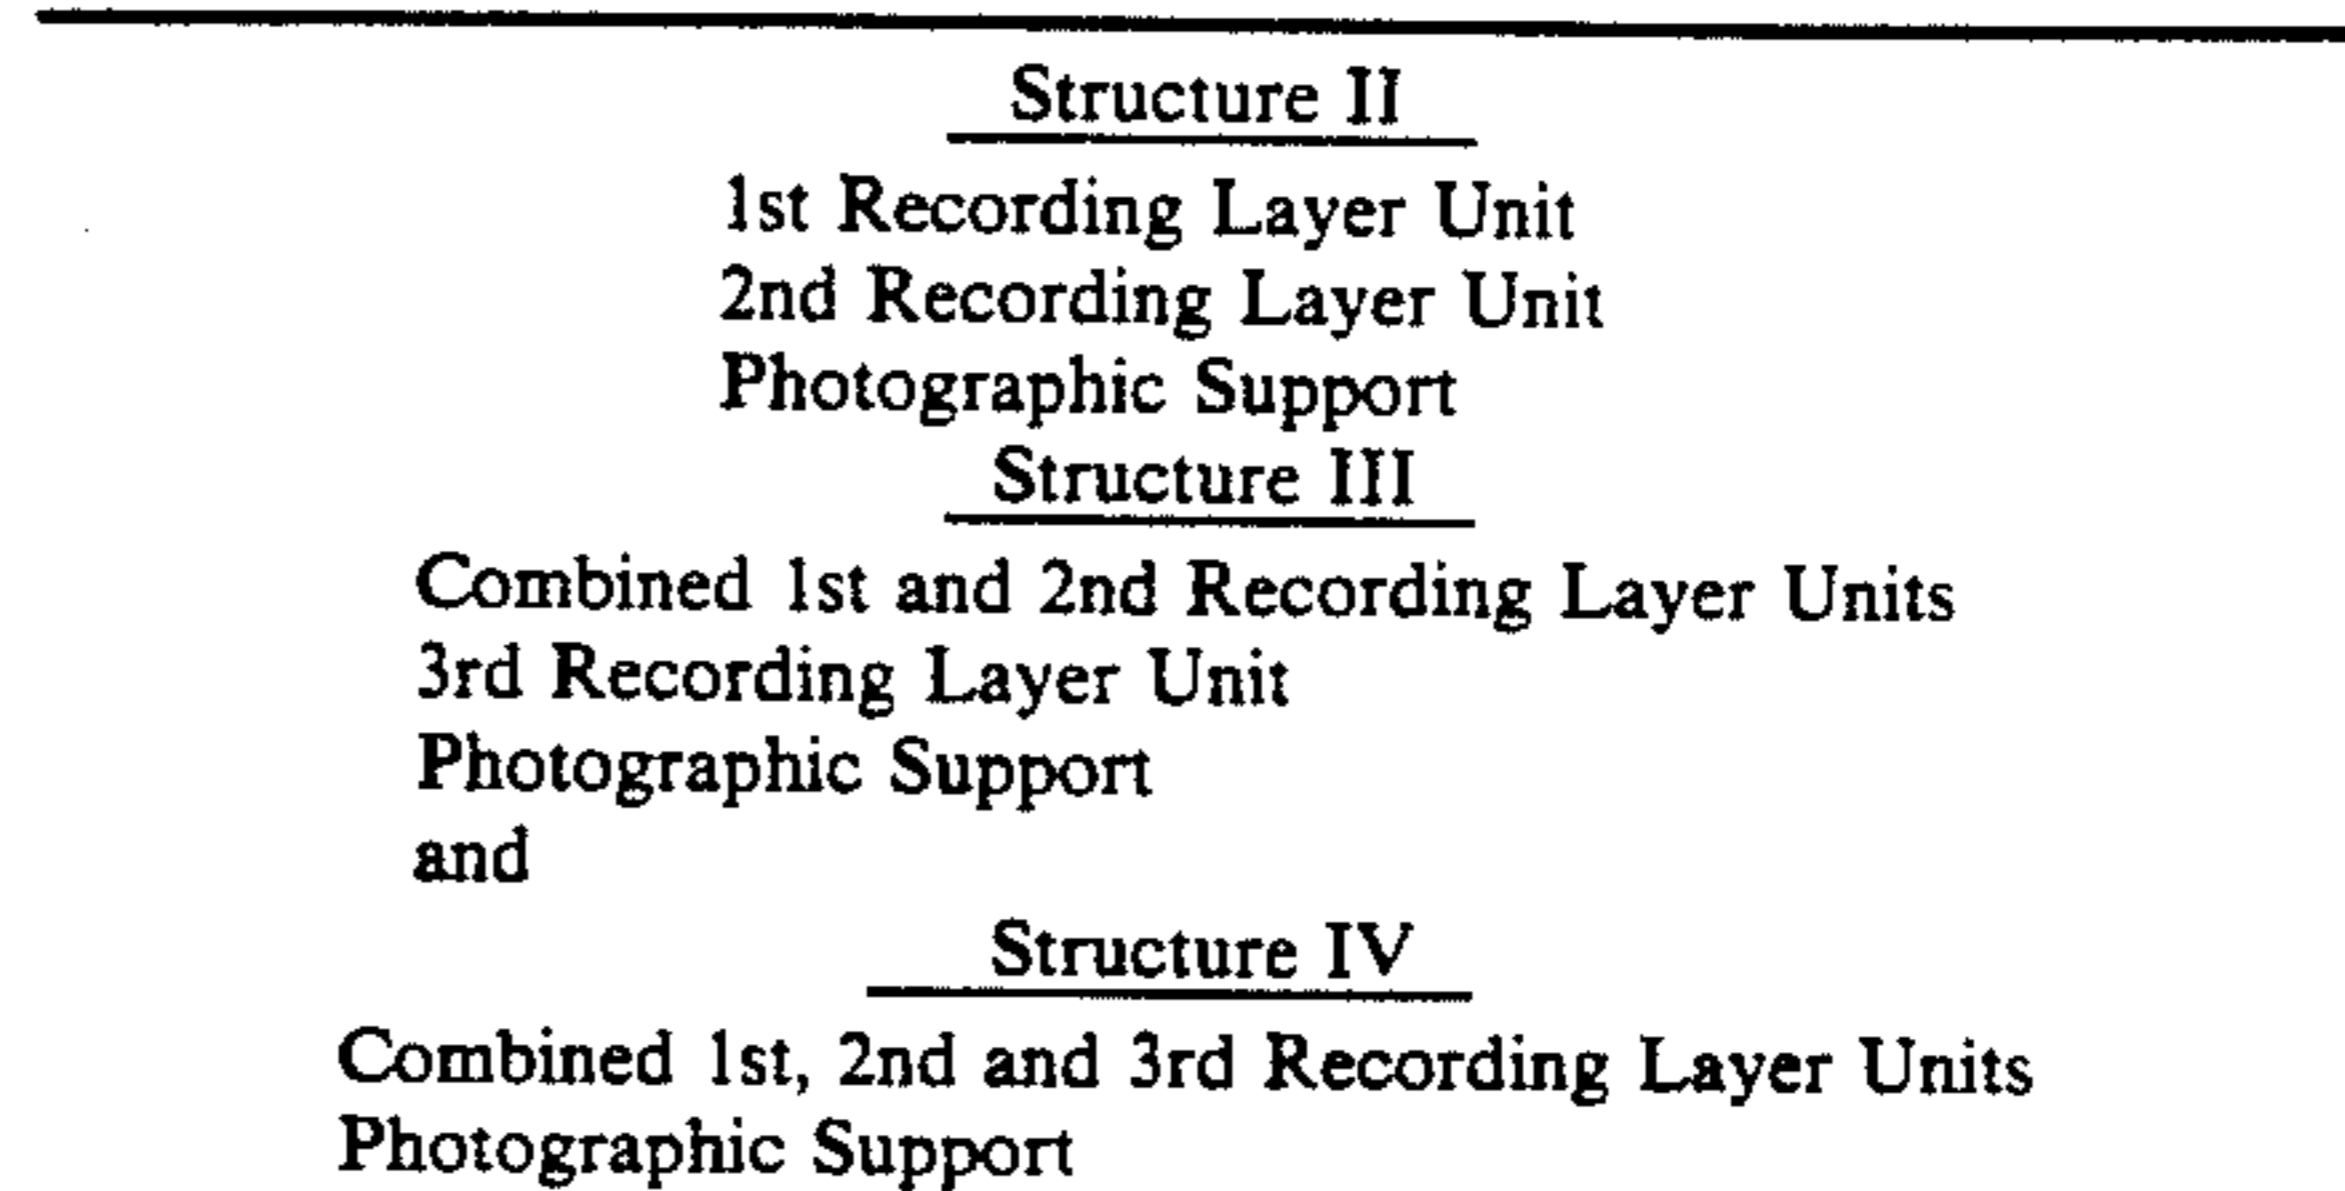 Structure II
1st Recording Layer Unit
2nd Recording Layer Unit
Photographic Support
Structure III
Combined 1st and 2nd Recording Layer Units
3rd Recording Layer Unit
Photographic Support
and
Structure IV
Combined 1st, 2nd and 3rd Recording Layer Units
Photographic Support